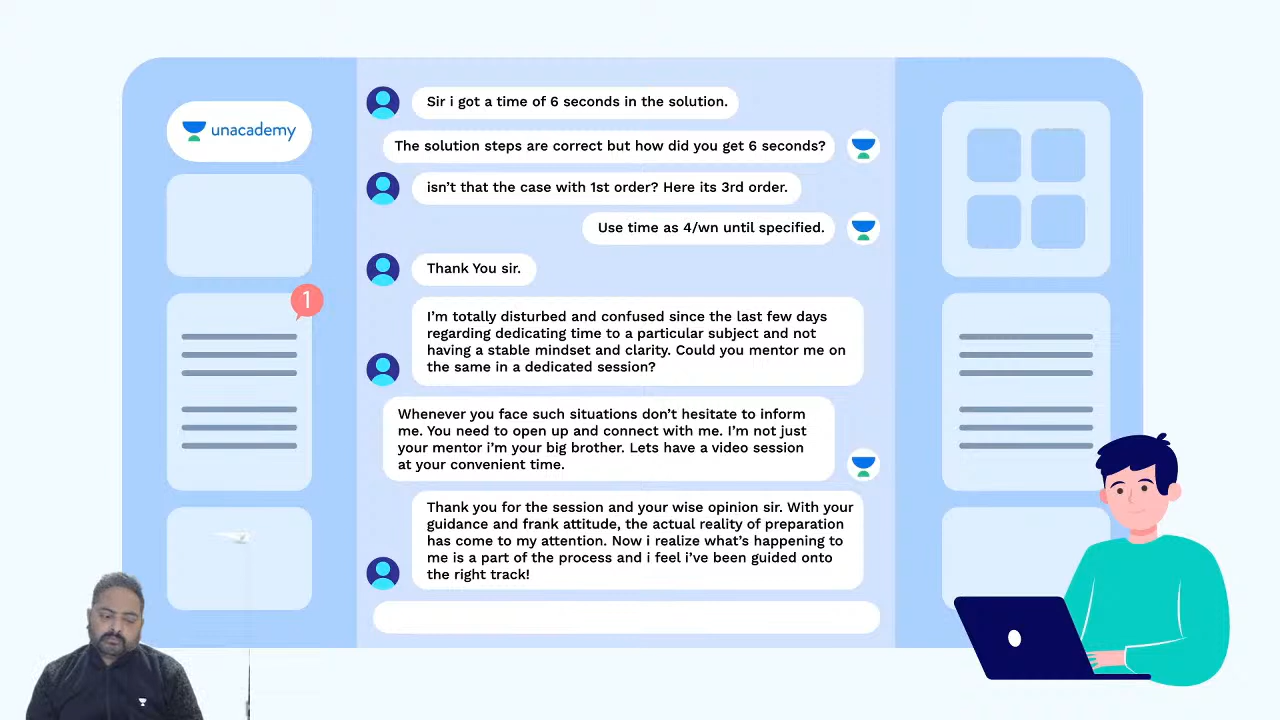 unacademy
Sir i got a time of 6 seconds in the solution.
The solution steps are correct but how did you get 6 seconds?
isn't that the case with 1st order? Here its 3rd order.
Use time as 4/wn until specified.
Thank You sir.
1
I'm totally disturbed and confused since the last few days
regarding dedicating time to a particular subject and not
having a stable mindset and clarity. Could you mentor me on
the same in a dedicated session?
Whenever you face such situations don't hesitate to inform
me. You need to open up and connect with me. I'm not just
your mentor i'm your big brother. Lets have a video session
at your convenient time.
Thank you for the session and your wise opinion sir. With your
guidance and frank attitude, the actual reality of preparation
has come to my attention. Now i realize what's happening to
me is a part of the process and i feel i've been guided onto
the right track!